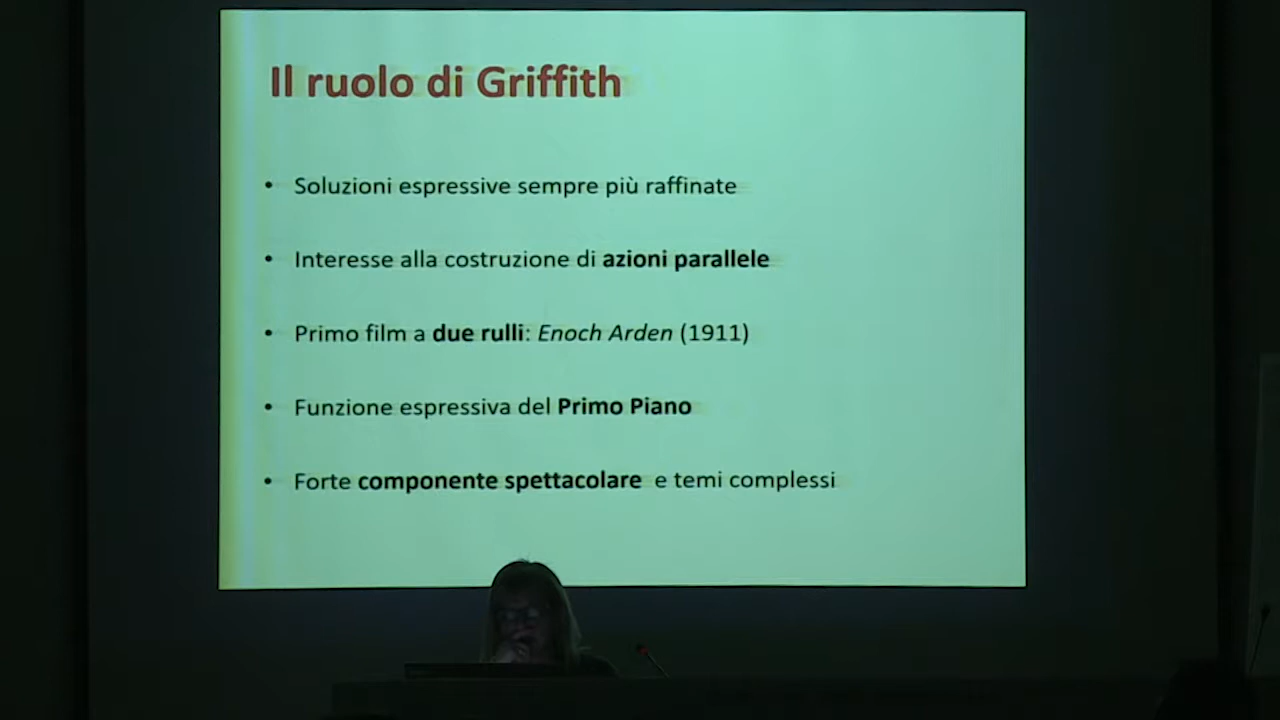 Il ruolo di Griffith
• Soluzioni espressive sempre più raffinate
• Interesse alla costruzione di azioni parallele
• Primo film a due rulli: Enoch Arden (1911)
• Funzione espressiva del Primo Piano
• Forte componente spettacolare e temi complessi